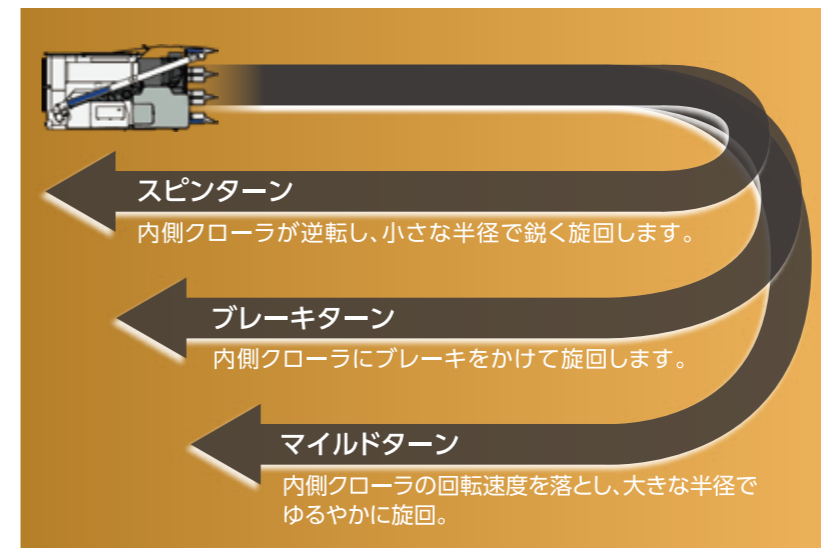 スピンターン
内側クローラが逆転し、小さな半径で鋭く旋回します。
ブレーキターン
内側クローラにブレーキをかけて旋回します。
マイルドターン
内側クローラの回転速度を落とし、大きな半径で
ゆるやかに旋回。